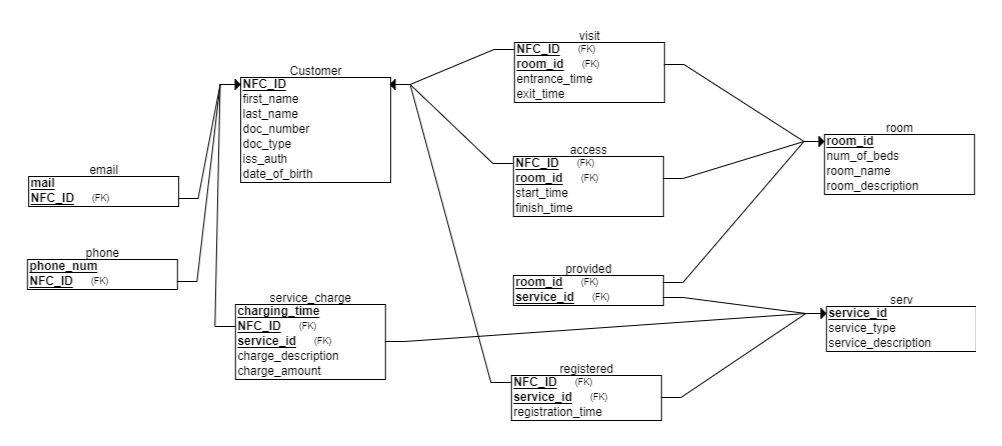 visit
NFC_ID (FK)
room_id (FK)
entrance_time
exit_time
Customer
NFC_ID
first_name
last_name
doc_number
doc_type
iss_auth
date_of_birth
room
room_id
num_of_beds
room_name
room_description
access
NFC_ID (FK)
room_id (FK)
start_time
finish_time
email
mail
NFC_ID (FK)
phone
phone_num
NFC_ID (FK)
provided
room_id (FK)
service_id (FK)
service_charge
charging_time
NFC_ID (FK)
service_id (FK)
charge_description
charge_amount
serv
service_id
service_type
service_description
registered
NFC_ID (FK)
service_id (FK)
registration_time